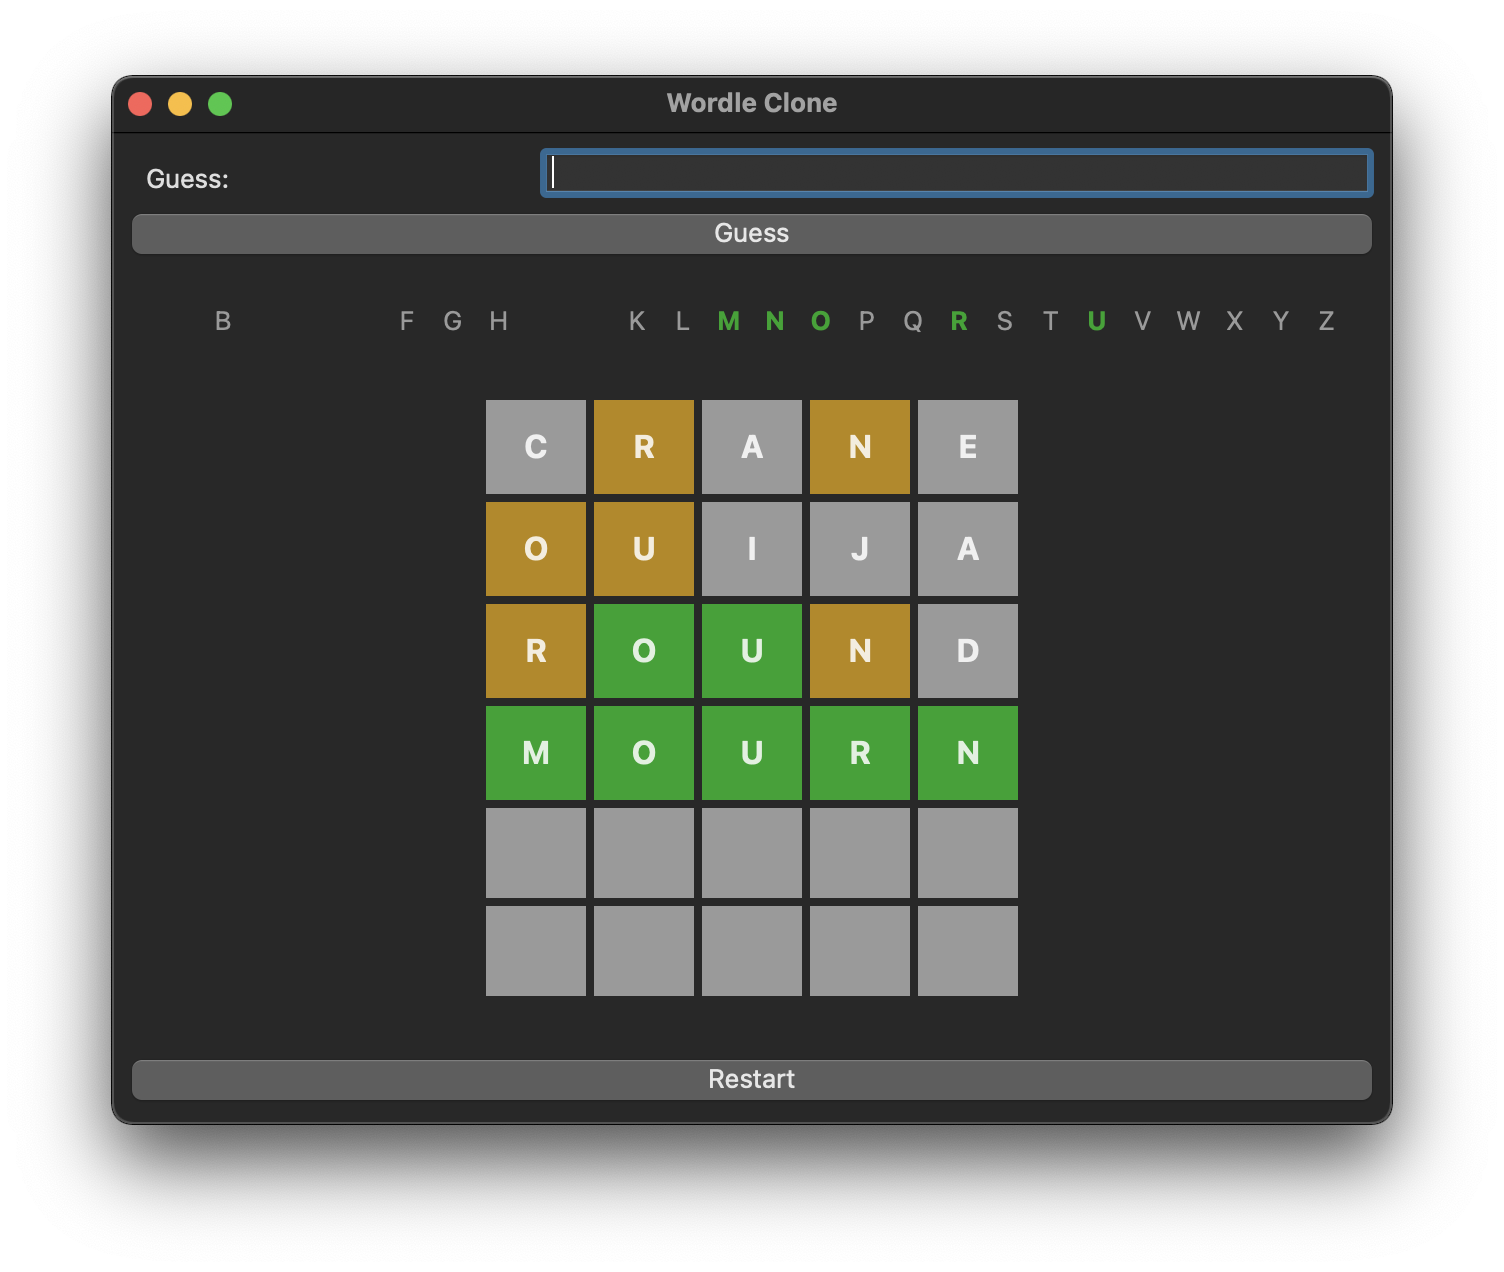 Wordle Clone
Guess:
Guess
B F G H K L M N O P Q R S T U V W X Y Z
C R A N E
O U I J A
R O U N D
M O U R N
Restart